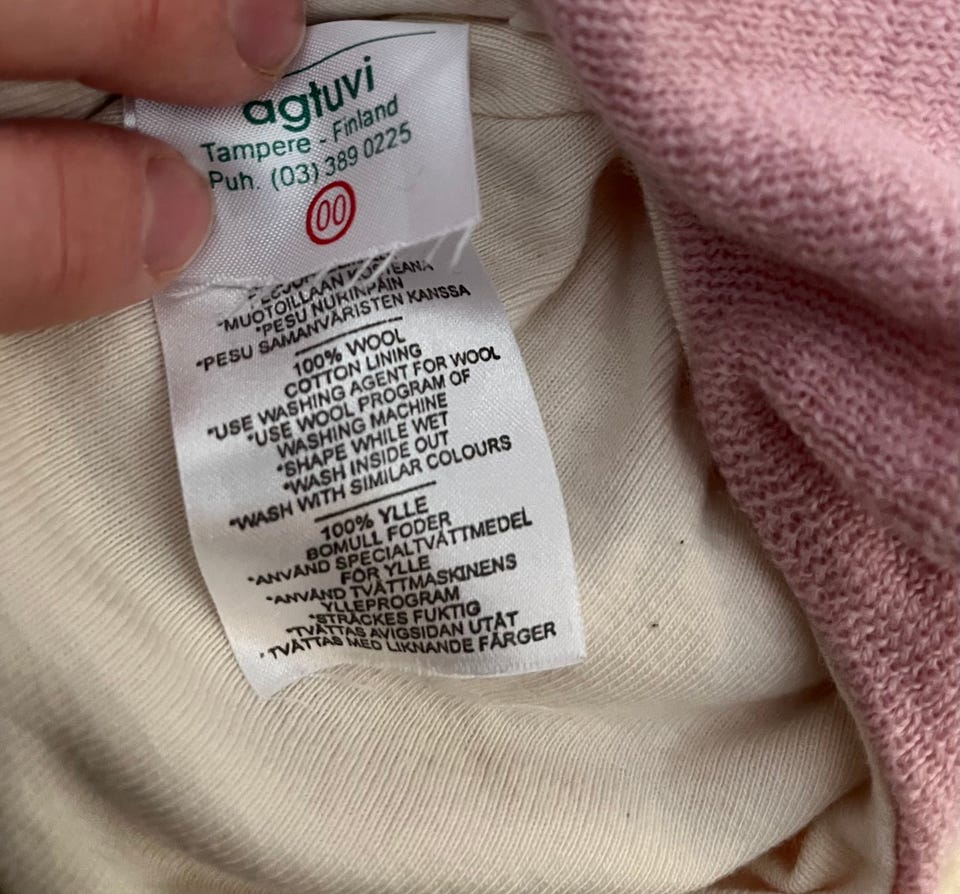 agtuvi
Tampere - Finland
Puh. (03) 389 0225
00
*MUOTOILLAAN KOSTEANA
*PESU NURINPÄIN
*PESU SAMANVÄRISTEN KANSSA
100% WOOL
COTTON LINING
*USE WASHING AGENT FOR WOOL
*USE WOOL PROGRAM OF
WASHING MACHINE
*SHAPE WHILE WET
*WASH INSIDE OUT
*WASH WITH SIMILAR COLOURS
100% YLLE
BOMULL FODER
*ANVÄND SPECIALTVÄTTMEDEL
FÖR YLLE
*ANVÄND TVÄTTMASKINENS
YLLEPROGRAM
*STRÄCKES FUKTIG
*TVÄTTAS AVIGSIDAN UTÅT
*TVÄTTAS MED LIKNANDE FÄRGER